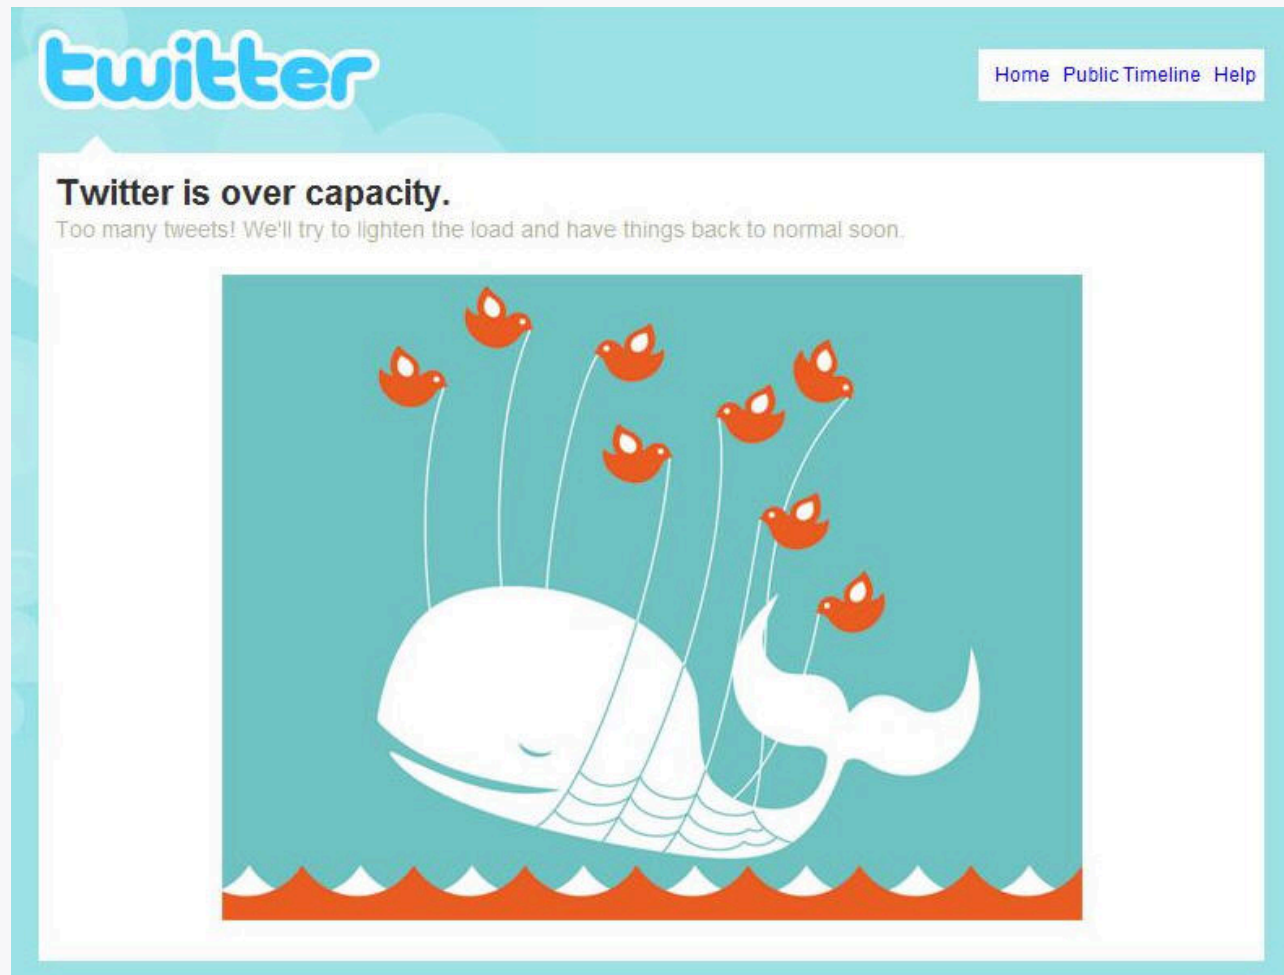 twitter
Home Public Timeline Help
Twitter is over capacity.
Too many tweets! We'll try to lighten the load and have things back to normal soon.